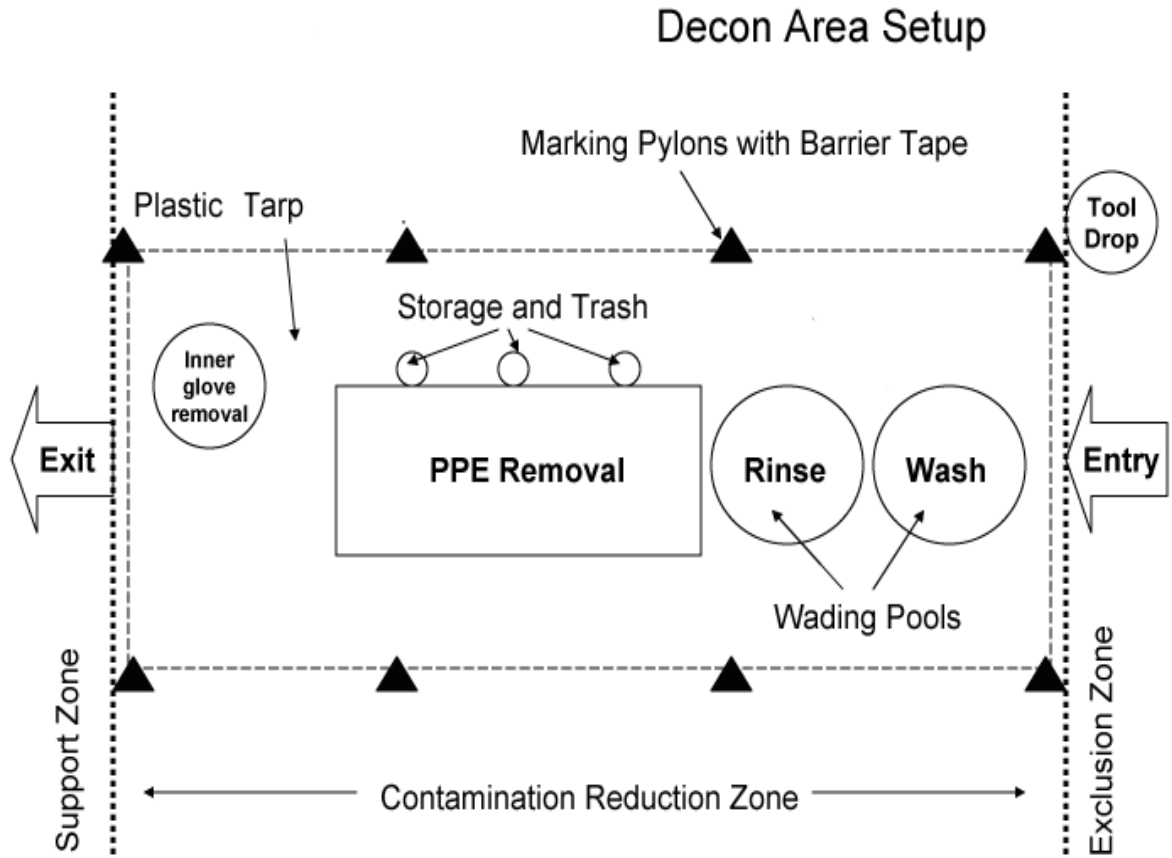 Decon Area Setup
Marking Pylons with Barrier Tape
Plastic Tarp
Tool
Drop
Storage and Trash
Inner
glove
removal
Exit
PPE Removal
Rinse
Wash
Entry
Wading Pools
Support Zone
Contamination Reduction Zone
Exclusion Zone